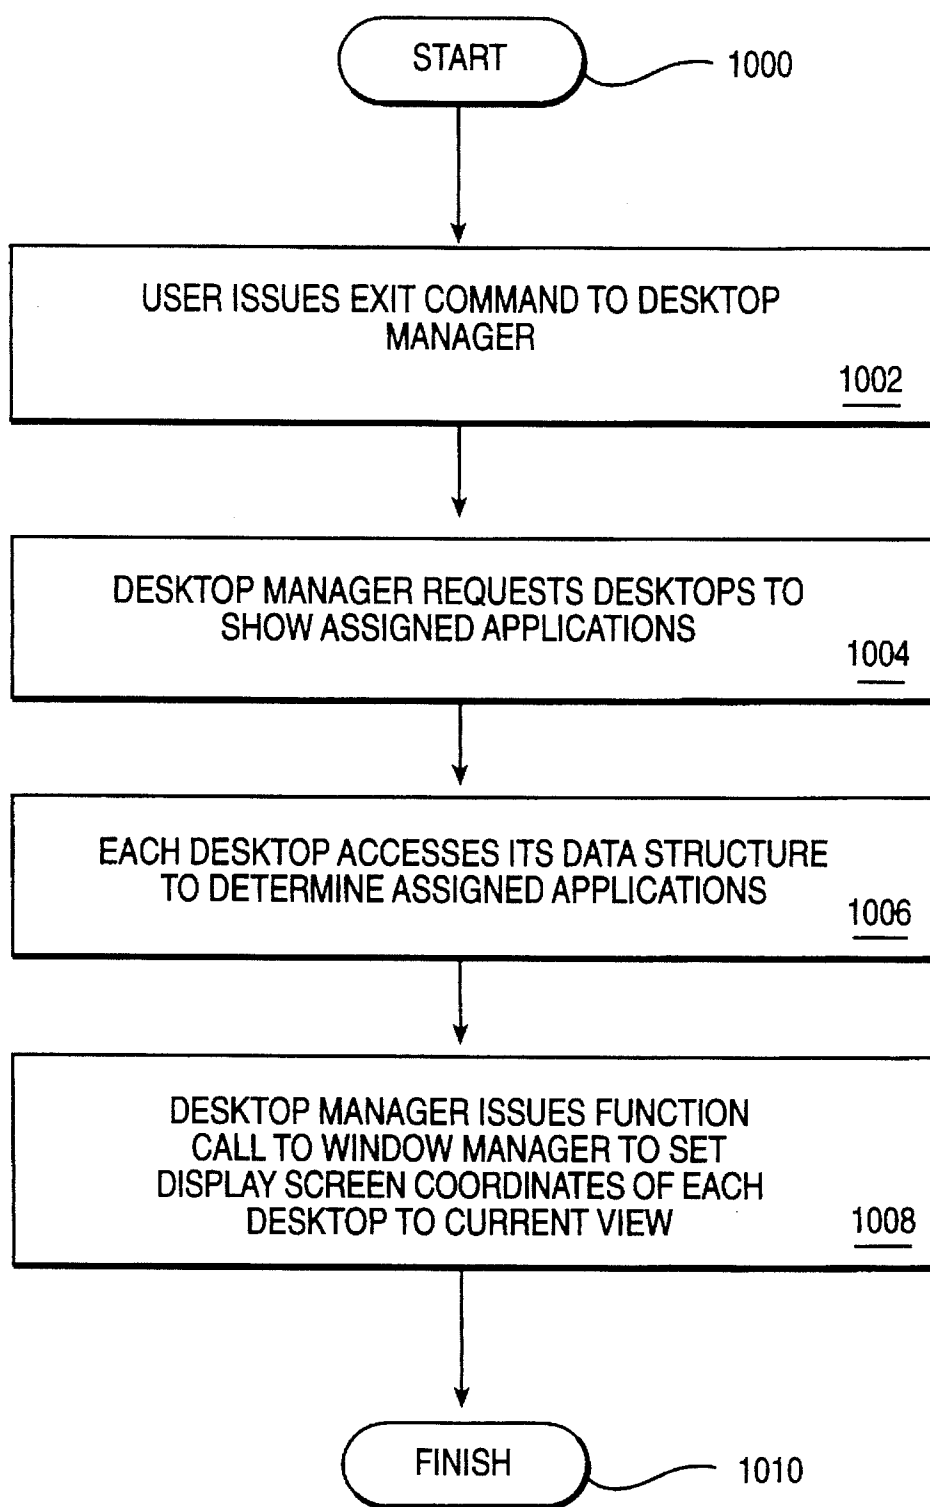 START
1000
USER ISSUES EXIT COMMAND TO DESKTOP
MANAGER
1002
DESKTOP MANAGER REQUESTS DESKTOPS TO
SHOW ASSIGNED APPLICATIONS
1004
EACH DESKTOP ACCESSES ITS DATA STRUCTURE
TO DETERMINE ASSIGNED APPLICATIONS
1006
DESKTOP MANAGER ISSUES FUNCTION
CALL TO WINDOW MANAGER TO SET
DISPLAY SCREEN COORDINATES OF EACH
DESKTOP TO CURRENT VIEW
1008
FINISH
1010